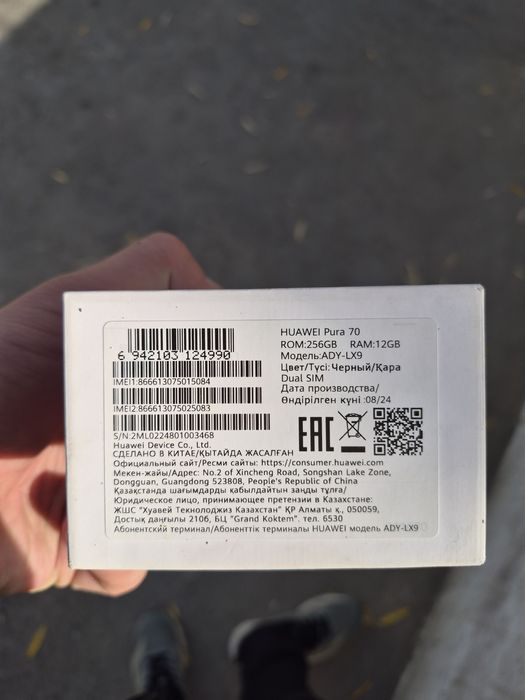 6 942103 124990
IMEI1:866613075015084
IMEI2:866613075025083
S/N:2ML0224801003468
HUAWEI Pura 70
ROM:256GB RAM:12GB
Модель:ADY-LX9
Цвет/Түсі:Черный/Қара
Dual SIM
Дата производства/
Өндірілген күні :08/24
EAC
Huawei Device Co., Ltd.
СДЕЛАНО В КИТАЕ/ҚЫТАЙДА ЖАСАЛҒАН
Официальный сайт/Ресми сайты: https://consumer.huawei.com
Мекен-жайы/Адрес: No.2 of Xincheng Road, Songshan Lake Zone,
Dongguan, Guangdong 523808, People's Republic of China
Қазақстанда шағымдарды қабылдайтын заңды тұлға/
Юридическое лицо, принимающее претензии в Казахстане:
ЖШС "Хуавей Текнолоджиз Казахстан" ҚР Алматы қ., 050059,
Достық даңғылы 210б, БЦ "Grand Koktem". тел. 6530
Абонентский терминал/Абоненттік терминалы HUAWEI модель ADY-LX9